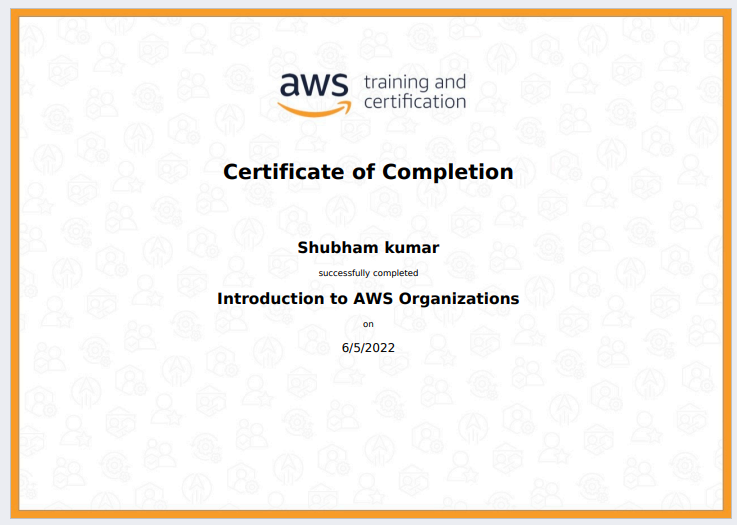 aws training and
certification
Certificate of Completion
Shubham kumar
successfully completed
Introduction to AWS Organizations
on
6/5/2022